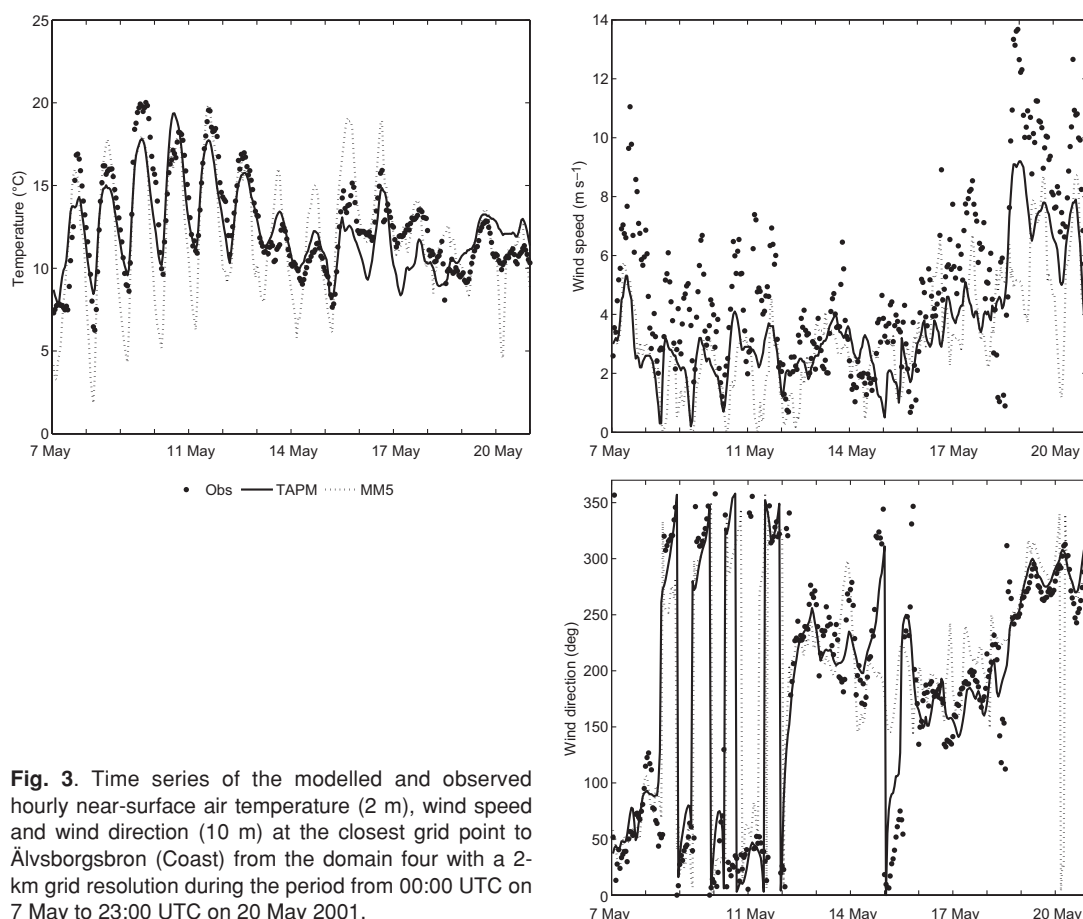 25
20
15
10
5
0
Temperature (°C)
7 May 11 May 14 May 17 May 20 May
Obs TAPM MM5
14
12
10
8
6
4
2
0
Wind speed (m s⁻¹)
7 May 11 May 14 May 17 May 20 May
350
300
250
200
150
100
50
0
Wind direction (deg)
7 May 11 May 14 May 17 May 20 May
Fig. 3. Time series of the modelled and observed
hourly near-surface air temperature (2 m), wind speed
and wind direction (10 m) at the closest grid point to
Älvsborgsbron (Coast) from the domain four with a 2-
km grid resolution during the period from 00:00 UTC on
7 May to 23:00 UTC on 20 May 2001.